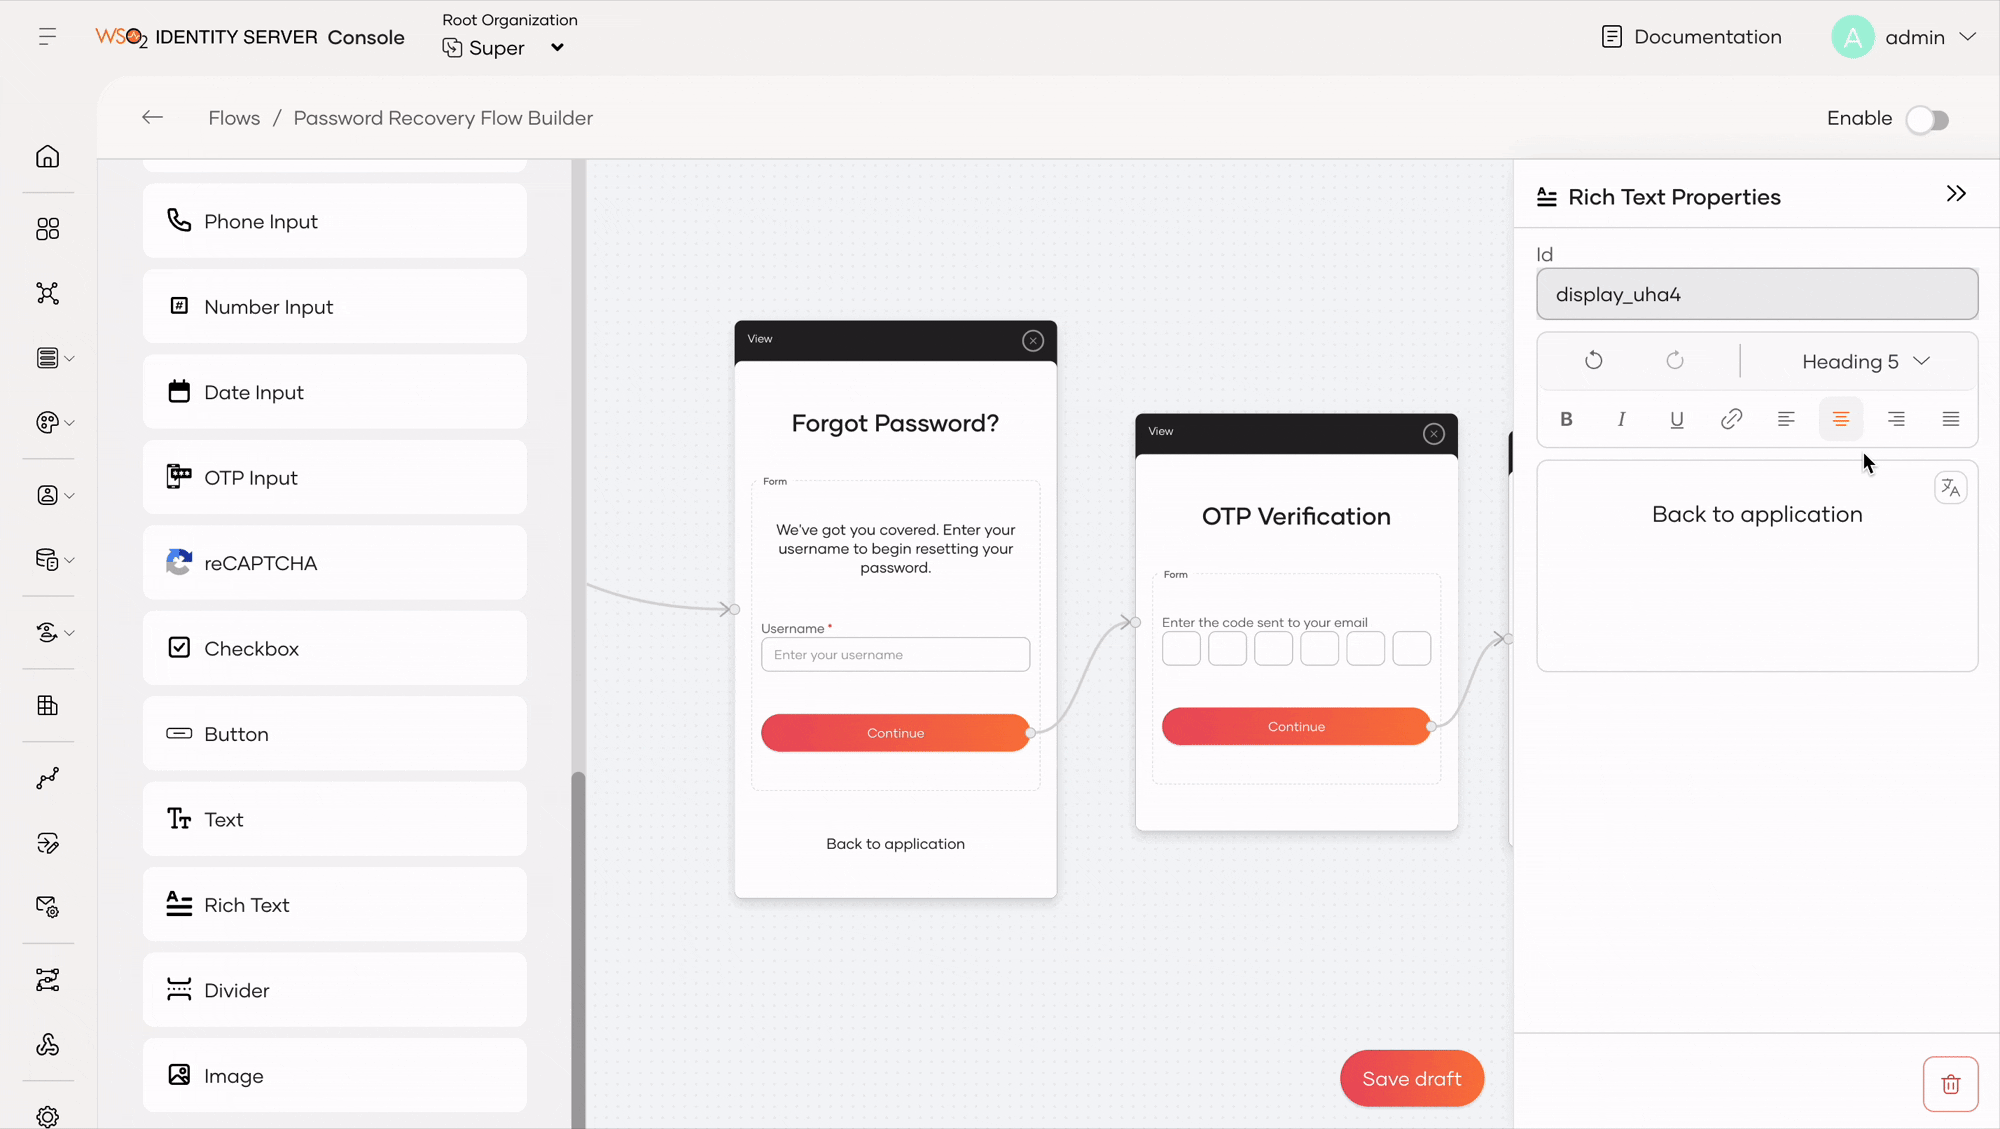 WSO2 IDENTITY SERVER Console
Root Organization
Super
Documentation
A
admin
Flows / Password Recovery Flow Builder
Enable
Phone Input
Number Input
Date Input
OTP Input
reCAPTCHA
Checkbox
Button
Text
Rich Text
Divider
Image
View
Forgot Password?
Form
We've got you covered. Enter your
username to begin resetting your
password.
Username *
Enter your username
Continue
Back to application
View
OTP Verification
Form
Enter the code sent to your email
Continue
Save draft
Rich Text Properties
Id
display_uha4
Heading 5
B I U
Back to application